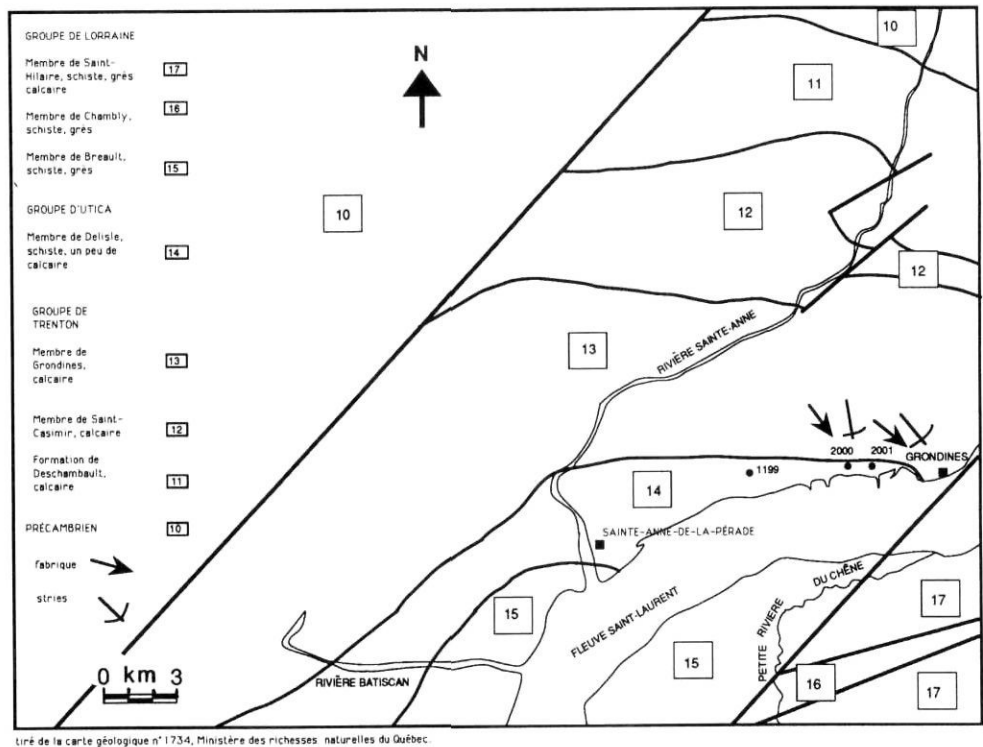 GROUPE DE LORRAINE
Membre de Saint-
Hilaire, schiste, grès
calcaire
17
Membre de Chambly,
schiste, grès
16
Membre de Breault,
schiste, grès
15
GROUPE D'UTICA
Membre de Delisle,
schiste, un peu de
calcaire
14
GROUPE DE
TRENTON
Membre de
Grondines,
calcaire
13
Membre de Saint-
Casimir, calcaire
12
Formation de
Deschambault,
calcaire
11
PRÉCAMBRIEN
10
fabrique
stries
0 km 3
N
10
11
10
12
12
13
RIVIÈRE SAINTE-ANNE
2000
2001
GRONDINES
1199
14
SAINTE-ANNE-DE-LA-PÉRADE
15
FLEUVE SAINT-LAURENT
PETITE RIVIÈRE DU CHÊNE
17
15
RIVIÈRE BATISCAN
16
17
tiré de la carte géologique n° 1734, Ministère des richesses naturelles du Québec.